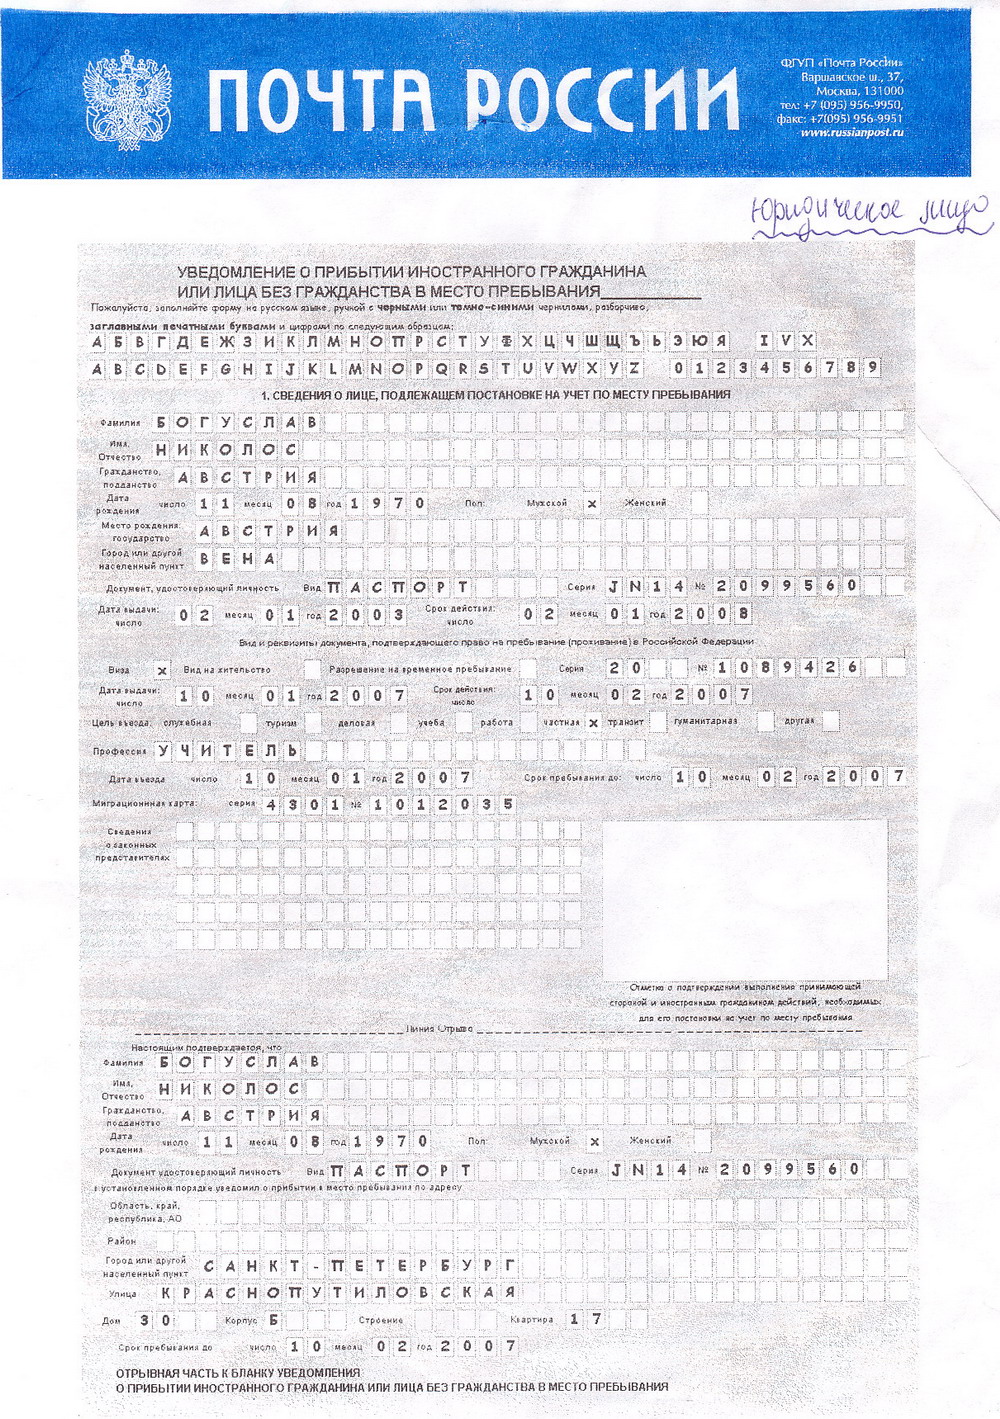 ПОЧТА РОССИИ
ФГУП «Почта России»
Варшавское ш., 37,
Москва, 131000
тел: +7 (095) 956-9950,
факс: +7(095) 956-9951
www.russianpost.ru
юридическое лицо
УВЕДОМЛЕНИЕ О ПРИБЫТИИ ИНОСТРАННОГО ГРАЖДАНИНА
ИЛИ ЛИЦА БЕЗ ГРАЖДАНСТВА В МЕСТО ПРЕБЫВАНИЯ
Пожалуйста, заполняйте форму на русском языке, ручкой с черными или темно-синими чернилами, разборчиво,
заглавными печатными буквами и цифрами по следующим образцам:
А Б В Г Д Е Ж З И К Л М Н О П Р С Т У Ф Х Ц Ч Ш Щ Ъ Ь Э Ю Я I V X
A B C D E F G H I J K L M N O P Q R S T U V W X Y Z 0 1 2 3 4 5 6 7 8 9
1. СВЕДЕНИЯ О ЛИЦЕ, ПОДЛЕЖАЩЕМ ПОСТАНОВКЕ НА УЧЕТ ПО МЕСТУ ПРЕБЫВАНИЯ
Фамилия БОГУСЛАВ
Имя, Отчество НИКОЛОС
Гражданство, подданство АВСТРИЯ
Дата рождения число 11 месяц 08 год 1970 Пол: Мужской x Женский
Место рождения: государство АВСТРИЯ
Город или другой населенный пункт ВЕНА
Документ, удостоверяющий личность Вид ПАСПОРТ Серия JN14 № 2099560
Дата выдачи: число 02 месяц 01 год 2003 Срок действия: число 02 месяц 01 год 2008
Вид и реквизиты документа, подтверждающего право на пребывание (проживание) в Российской Федерации
Виза x Вид на жительство Разрешение на временное пребывание Серия 20 № 1089426
Дата выдачи: число 10 месяц 01 год 2007 Срок действия: число 10 месяц 02 год 2007
Цель въезда: служебная туризм деловая учеба работа частная x транзит гуманитарная другая
Профессия УЧИТЕЛЬ
Дата въезда число 10 месяц 01 год 2007 Срок пребывания до: число 10 месяц 02 год 2007
Миграционная карта: серия 4301 № 1012035
Сведения
о законных
представителях
Отметка о подтверждении выполнения принимающей
стороной и иностранным гражданином действий, необходимых
для его постановки на учет по месту пребывания
Линия Отрыва
Настоящим подтверждается, что
Фамилия БОГУСЛАВ
Имя, Отчество НИКОЛОС
Гражданство, подданство АВСТРИЯ
Дата рождения число 11 месяц 08 год 1970 Пол: Мужской x Женский
Документ удостоверяющий личность Вид ПАСПОРТ Серия JN14 № 2099560
в установленном порядке уведомил о прибытии в место пребывания по адресу
Область, край, республика, АО
Район
Город или другой населенный пункт САНКТ-ПЕТЕРБУРГ
Улица КРАСНОПУТИЛОВСКАЯ
Дом 30 Корпус Б Строение Квартира 17
Срок пребывания до число 10 месяц 02 год 2007
ОТРЫВНАЯ ЧАСТЬ К БЛАНКУ УВЕДОМЛЕНИЯ
О ПРИБЫТИИ ИНОСТРАННОГО ГРАЖДАНИНА ИЛИ ЛИЦА БЕЗ ГРАЖДАНСТВА В МЕСТО ПРЕБЫВАНИЯ